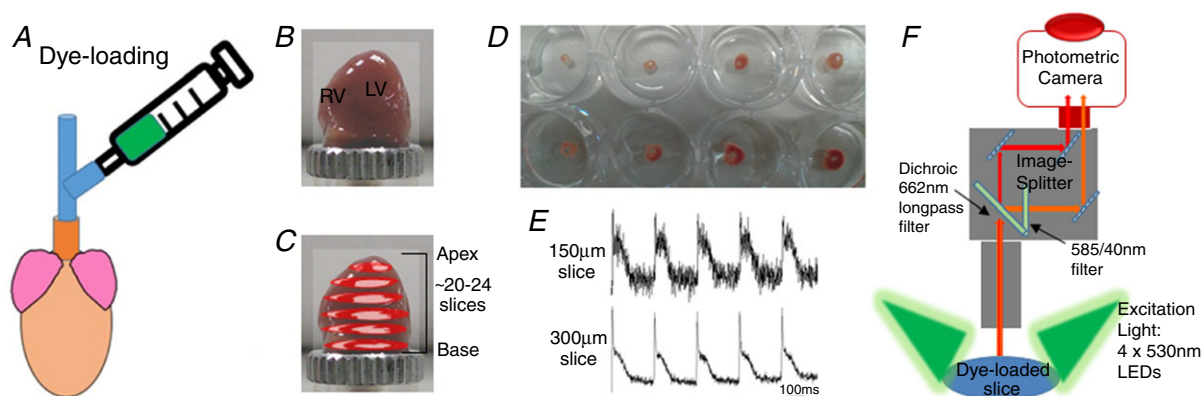 A
Dye-loading
B
RV
LV
C
Apex
~20-24
slices
Base
D
E
150μm
slice
300μm
slice
100ms
F
Photometric
Camera
Image-
Splitter
Dichroic
662nm
longpass
filter
585/40nm
filter
Excitation
Light:
4 x 530nm
LEDs
Dye-loaded
slice